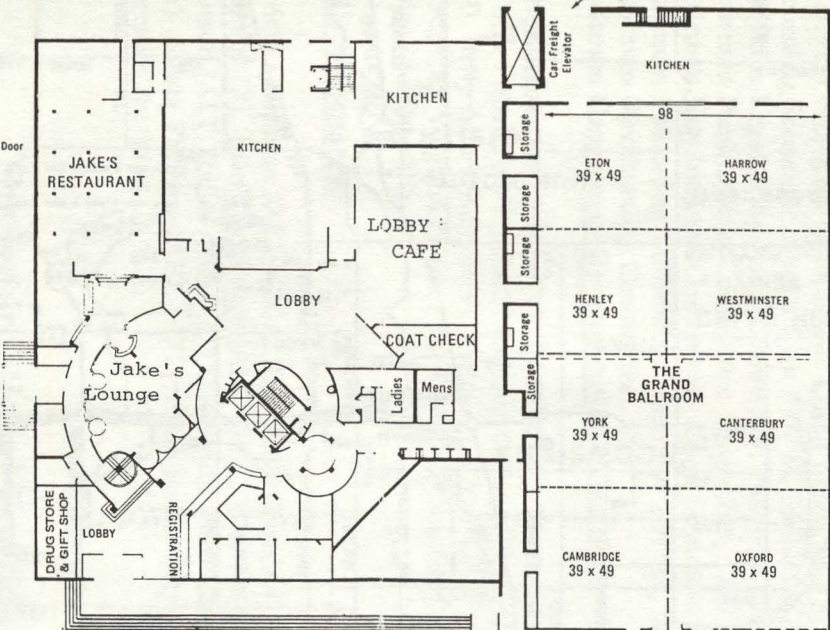 Car Freight
Elevator
KITCHEN
98
Door
JAKE'S
RESTAURANT
KITCHEN
KITCHEN
LOBBY
CAFE
LOBBY
COAT CHECK
Jake's
Lounge
Ladies
Mens
DRUG STORE
& GIFT SHOP
LOBBY
REGISTRATION
Storage
Storage
Storage
Storage
Storage
ETON
39 x 49
HARROW
39 x 49
HENLEY
39 x 49
WESTMINSTER
39 x 49
THE
GRAND
BALLROOM
YORK
39 x 49
CANTERBURY
39 x 49
CAMBRIDGE
39 x 49
OXFORD
39 x 49